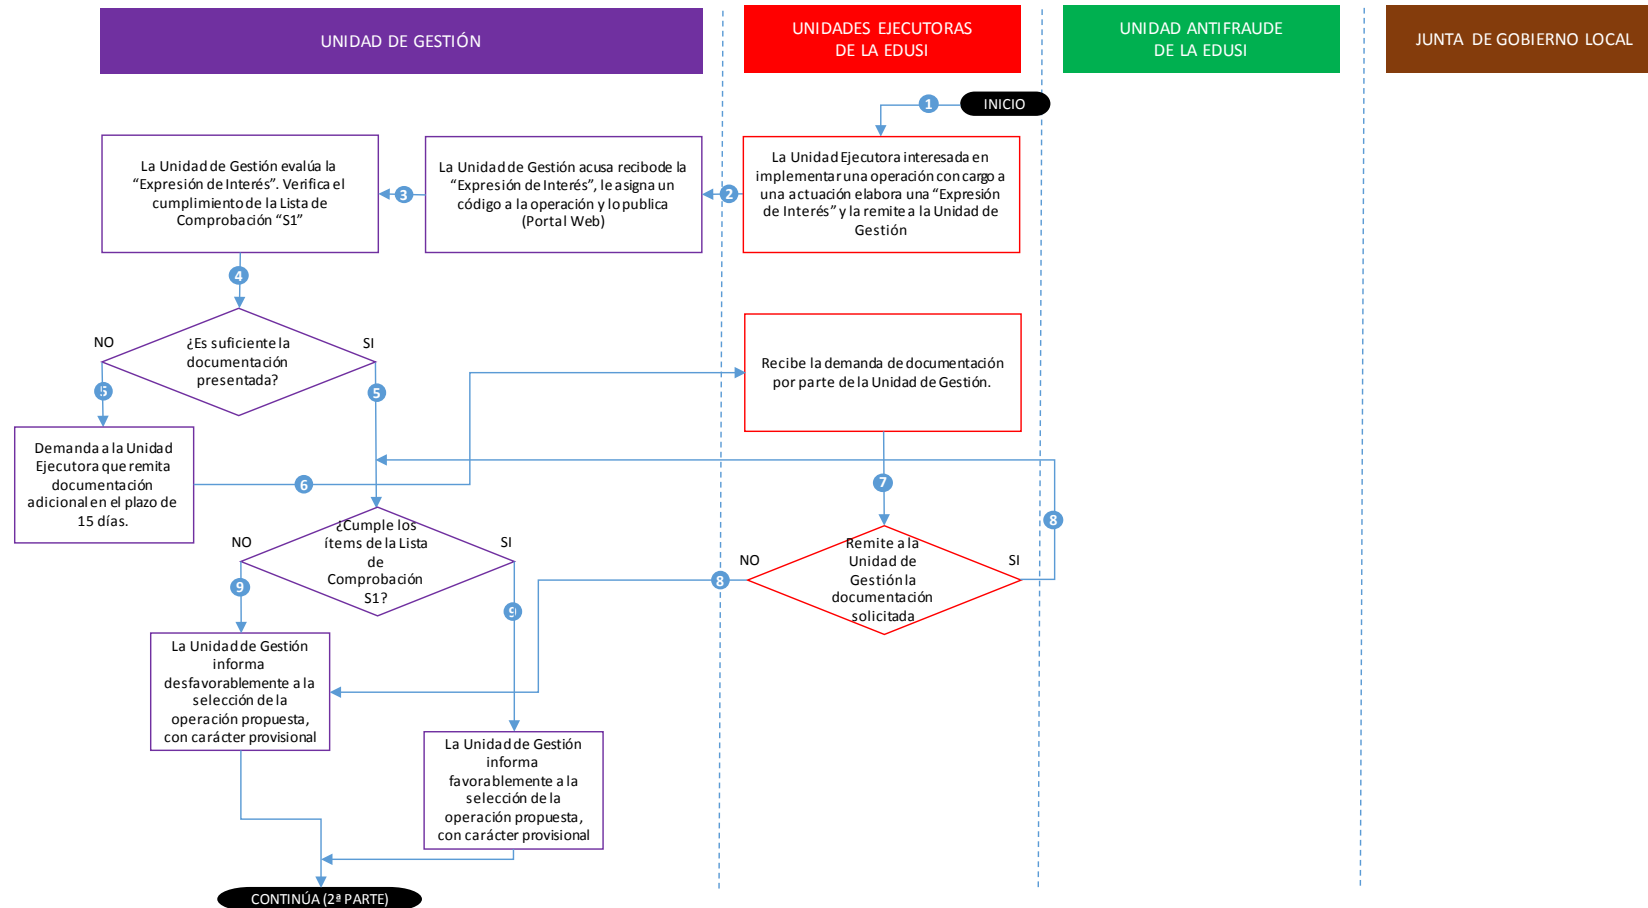 UNIDAD DE GESTIÓN
UNIDADES EJECUTORAS
DE LA EDUSI
UNIDAD ANTIFRAUDE
DE LA EDUSI
JUNTA DE GOBIERNO LOCAL
1
INICIO
La Unidad de Gestión evalúa la
“Expresión de Interés”. Verifica el
cumplimiento de la Lista de
Comprobación “S1”
3
La Unidad de Gestión acusa recibode la
“Expresión de Interés”, le asigna un
código a la operación y lo publica
(Portal Web)
2
La Unidad Ejecutora interesada en
implementar una operación con cargo a
una actuación elabora una “Expresión
de Interés” y la remite a la Unidad de
Gestión
4
NO
¿Es suficiente la
documentación
presentada?
SI
5
5
Recibe la demanda de documentación
por parte de la Unidad de Gestión.
Demanda a la Unidad
Ejecutora que remita
documentación
adicional en el plazo de
15 días.
6
7
8
NO
¿Cumple los
ítems de la Lista
de
Comprobación
S1?
SI
9
9
NO
8
Remite a la
Unidad de
Gestión la
documentación
solicitada
SI
La Unidad de Gestión
informa
desfavorablemente a la
selección de la
operación propuesta,
con carácter provisional
La Unidad de Gestión
informa
favorablemente a la
selección de la
operación propuesta,
con carácter provisional
CONTINÚA (2ª PARTE)